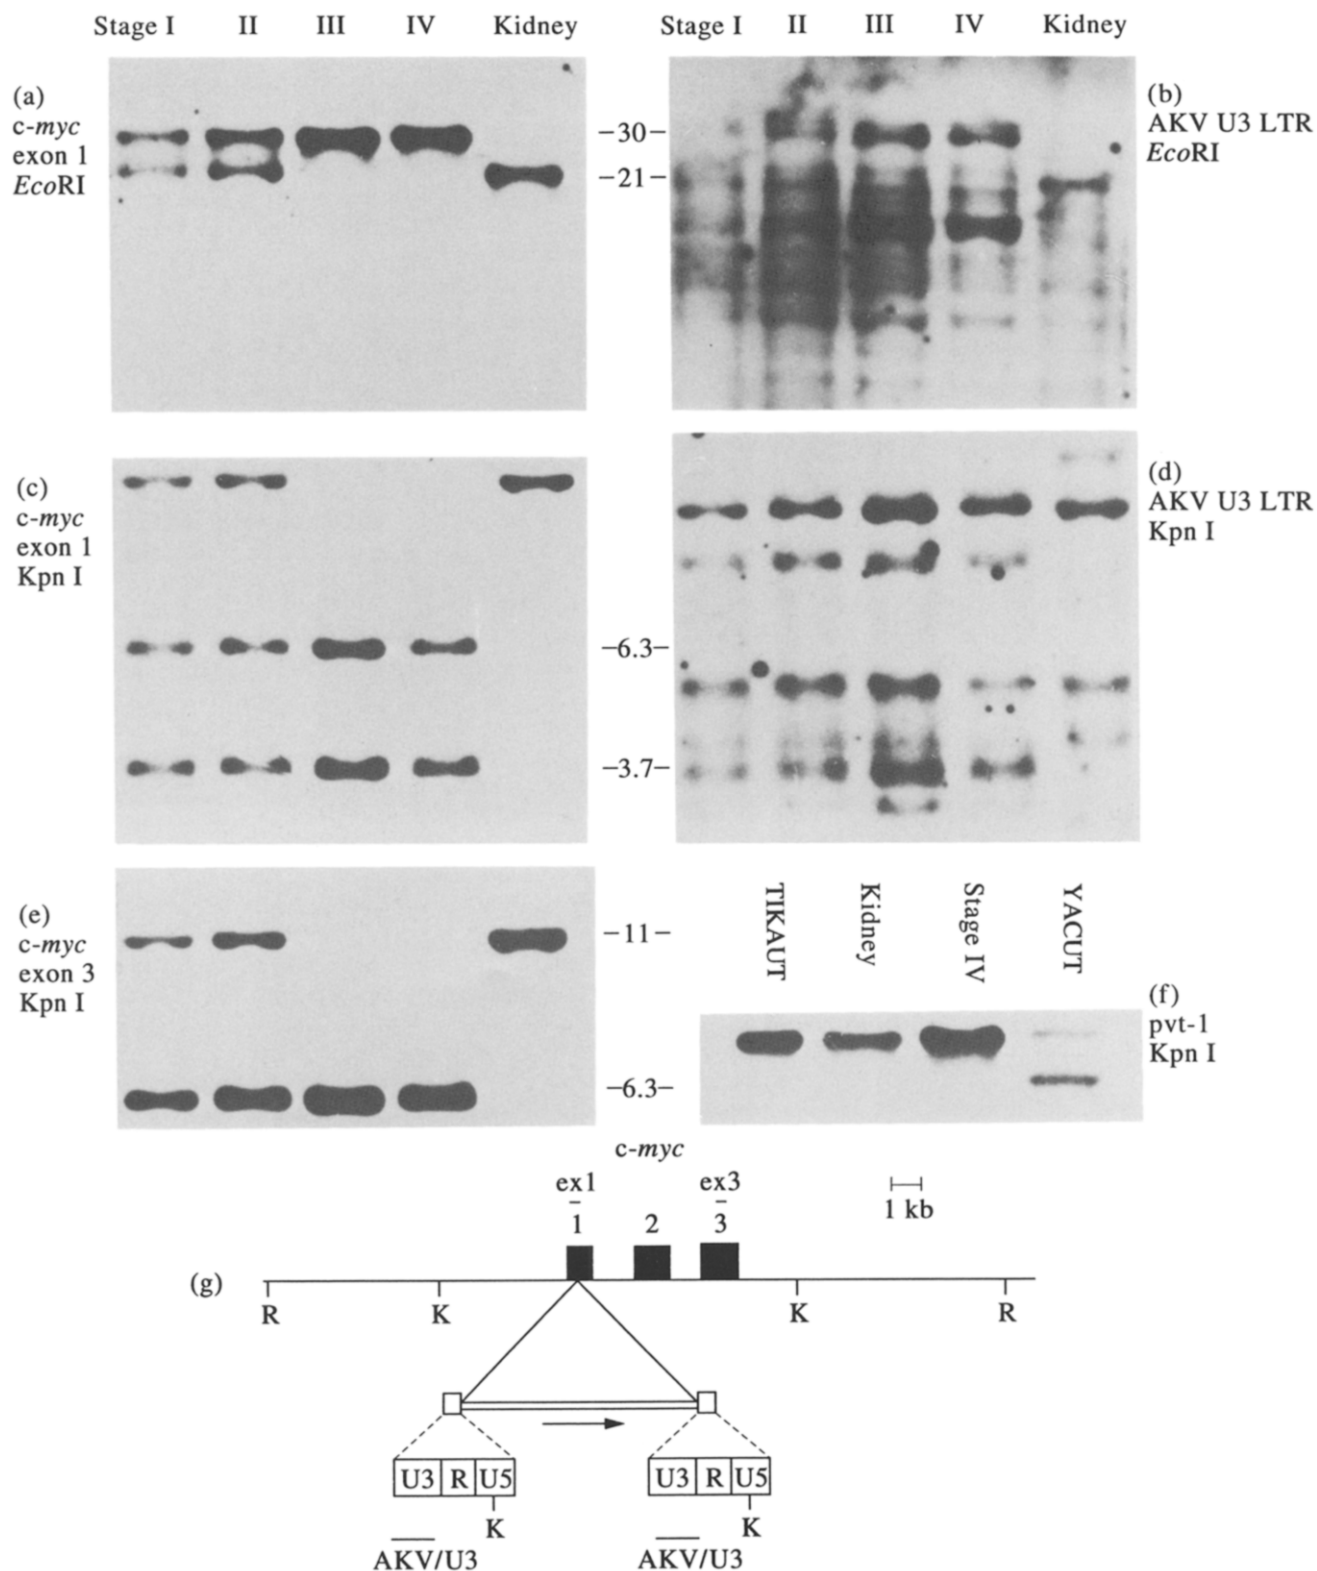 Stage I II III IV Kidney
Stage I II III IV Kidney
(a)
c-myc
exon 1
EcoRI
–30–
–21–
(b)
AKV U3 LTR
EcoRI
(c)
c-myc
exon 1
Kpn I
–6.3–
–3.7–
(d)
AKV U3 LTR
Kpn I
(e)
c-myc
exon 3
Kpn I
–11–
–6.3–
TIKAUT
Kidney
Stage IV
YACUT
(f)
pvt-1
Kpn I
c-myc
ex1 ex3
1 2 3
1 kb
(g)
R K K R
U3 R U5 U3 R U5
K K
AKV/U3 AKV/U3